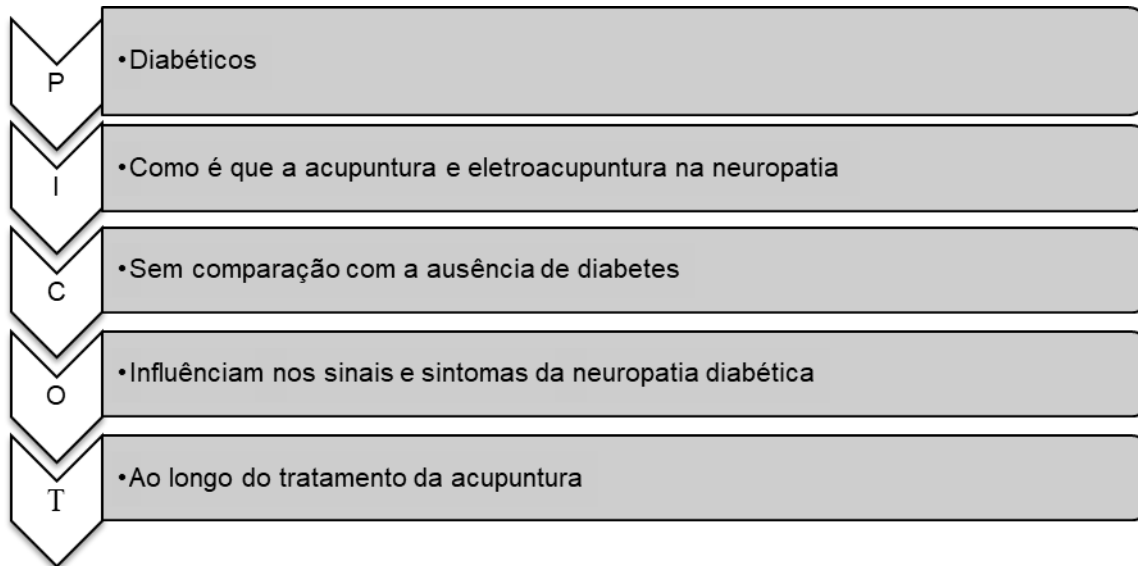 P
•Diabéticos
I
•Como é que a acupuntura e eletroacupuntura na neuropatia
C
•Sem comparação com a ausência de diabetes
O
•Influênciam nos sinais e sintomas da neuropatia diabética
T
•Ao longo do tratamento da acupuntura